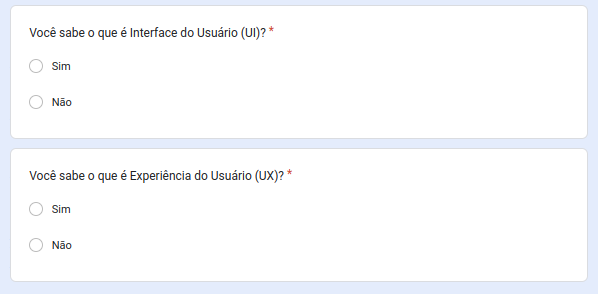 Você sabe o que é Interface do Usuário (UI)? *
Sim
Não
Você sabe o que é Experiência do Usuário (UX)? *
Sim
Não